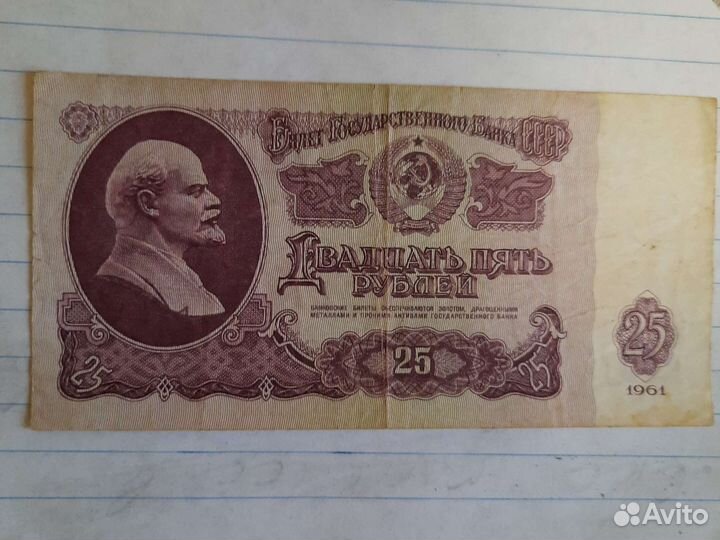 Билет Государственного Банка СССР
Двадцать пять
рублей
БАНКОВСКИЕ БИЛЕТЫ ОБЕСПЕЧИВАЮТСЯ ЗОЛОТОМ, ДРАГОЦЕННЫМИ
МЕТАЛЛАМИ И ПРОЧИМИ АКТИВАМИ ГОСУДАРСТВЕННОГО БАНКА
25
25
25
25
1961
Avito